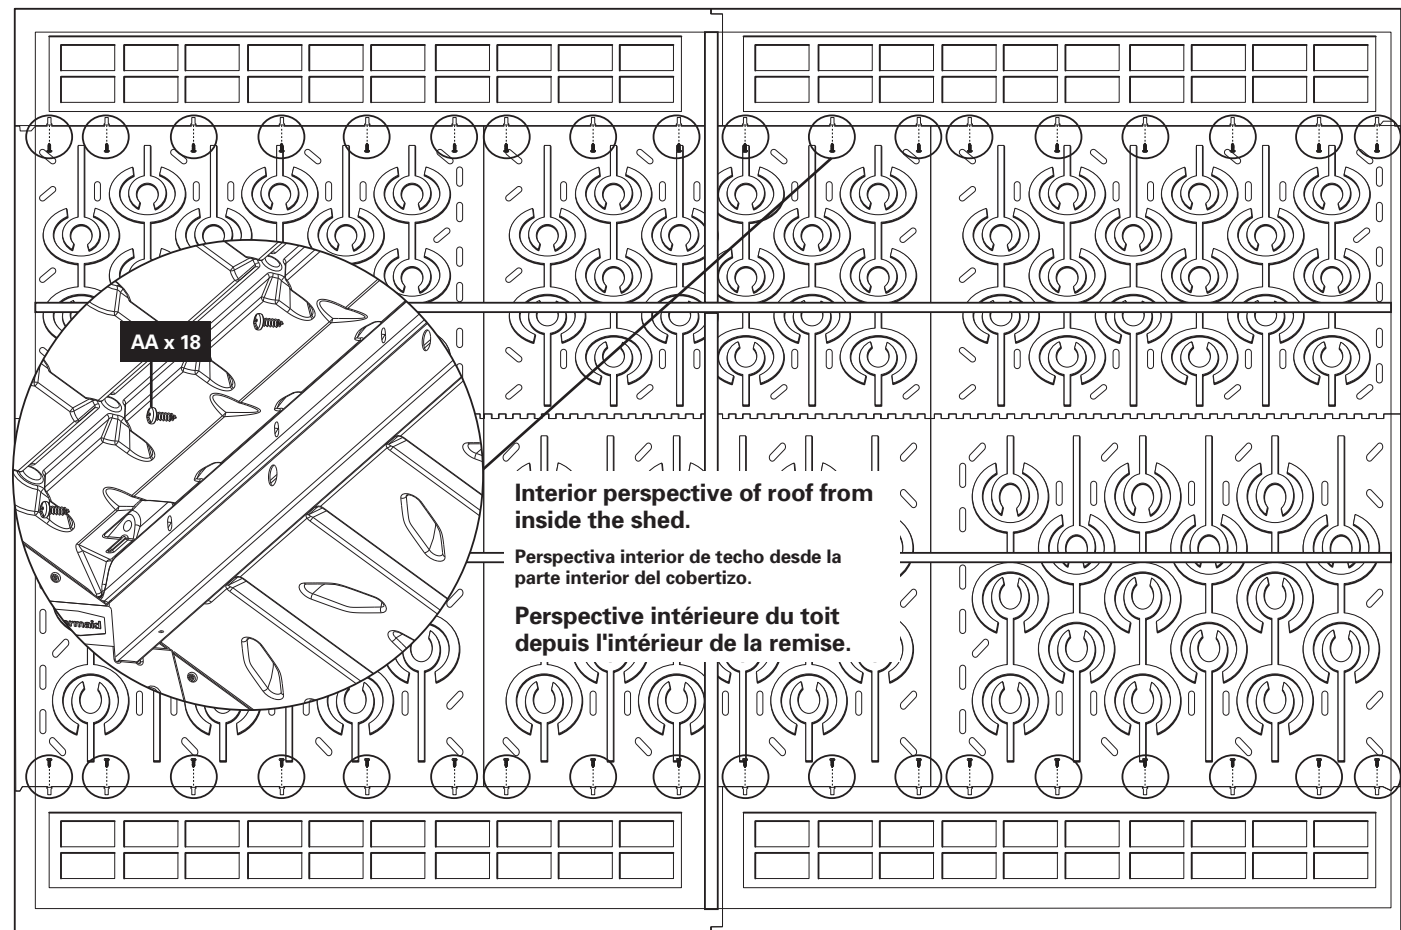 AA x 18
Interior perspective of roof from
inside the shed.
Perspectiva interior de techo desde la
parte interior del cobertizo.
Perspective intérieure du toit
depuis l'intérieur de la remise.